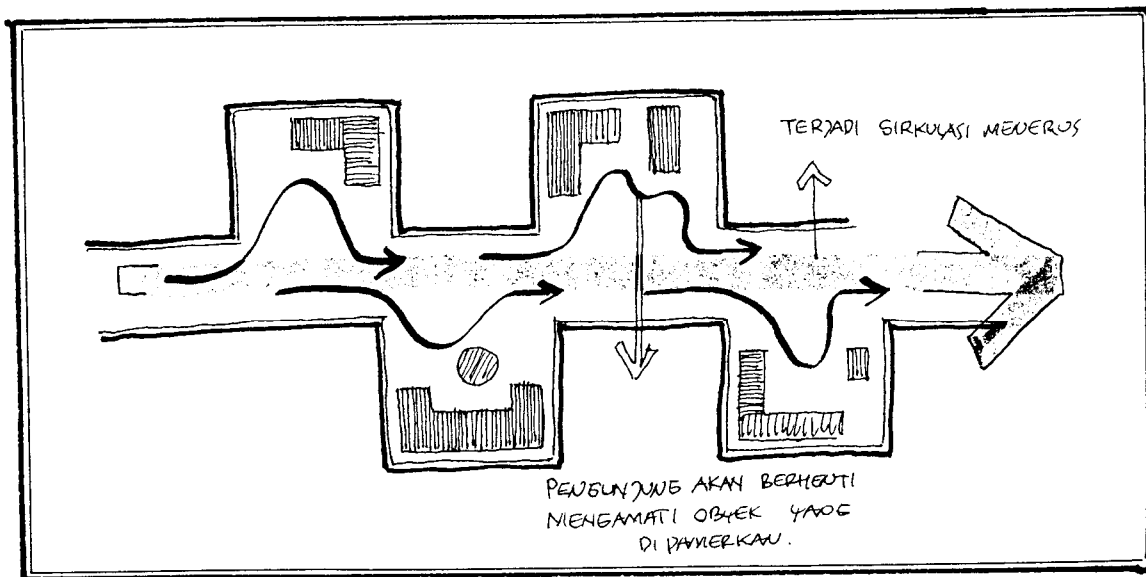 TERJADI SIRKULASI MENERUS
PENGUNJUNG AKAN BERHENTI
MENGAMATI OBYEK YANG
DI PAMERKAN.